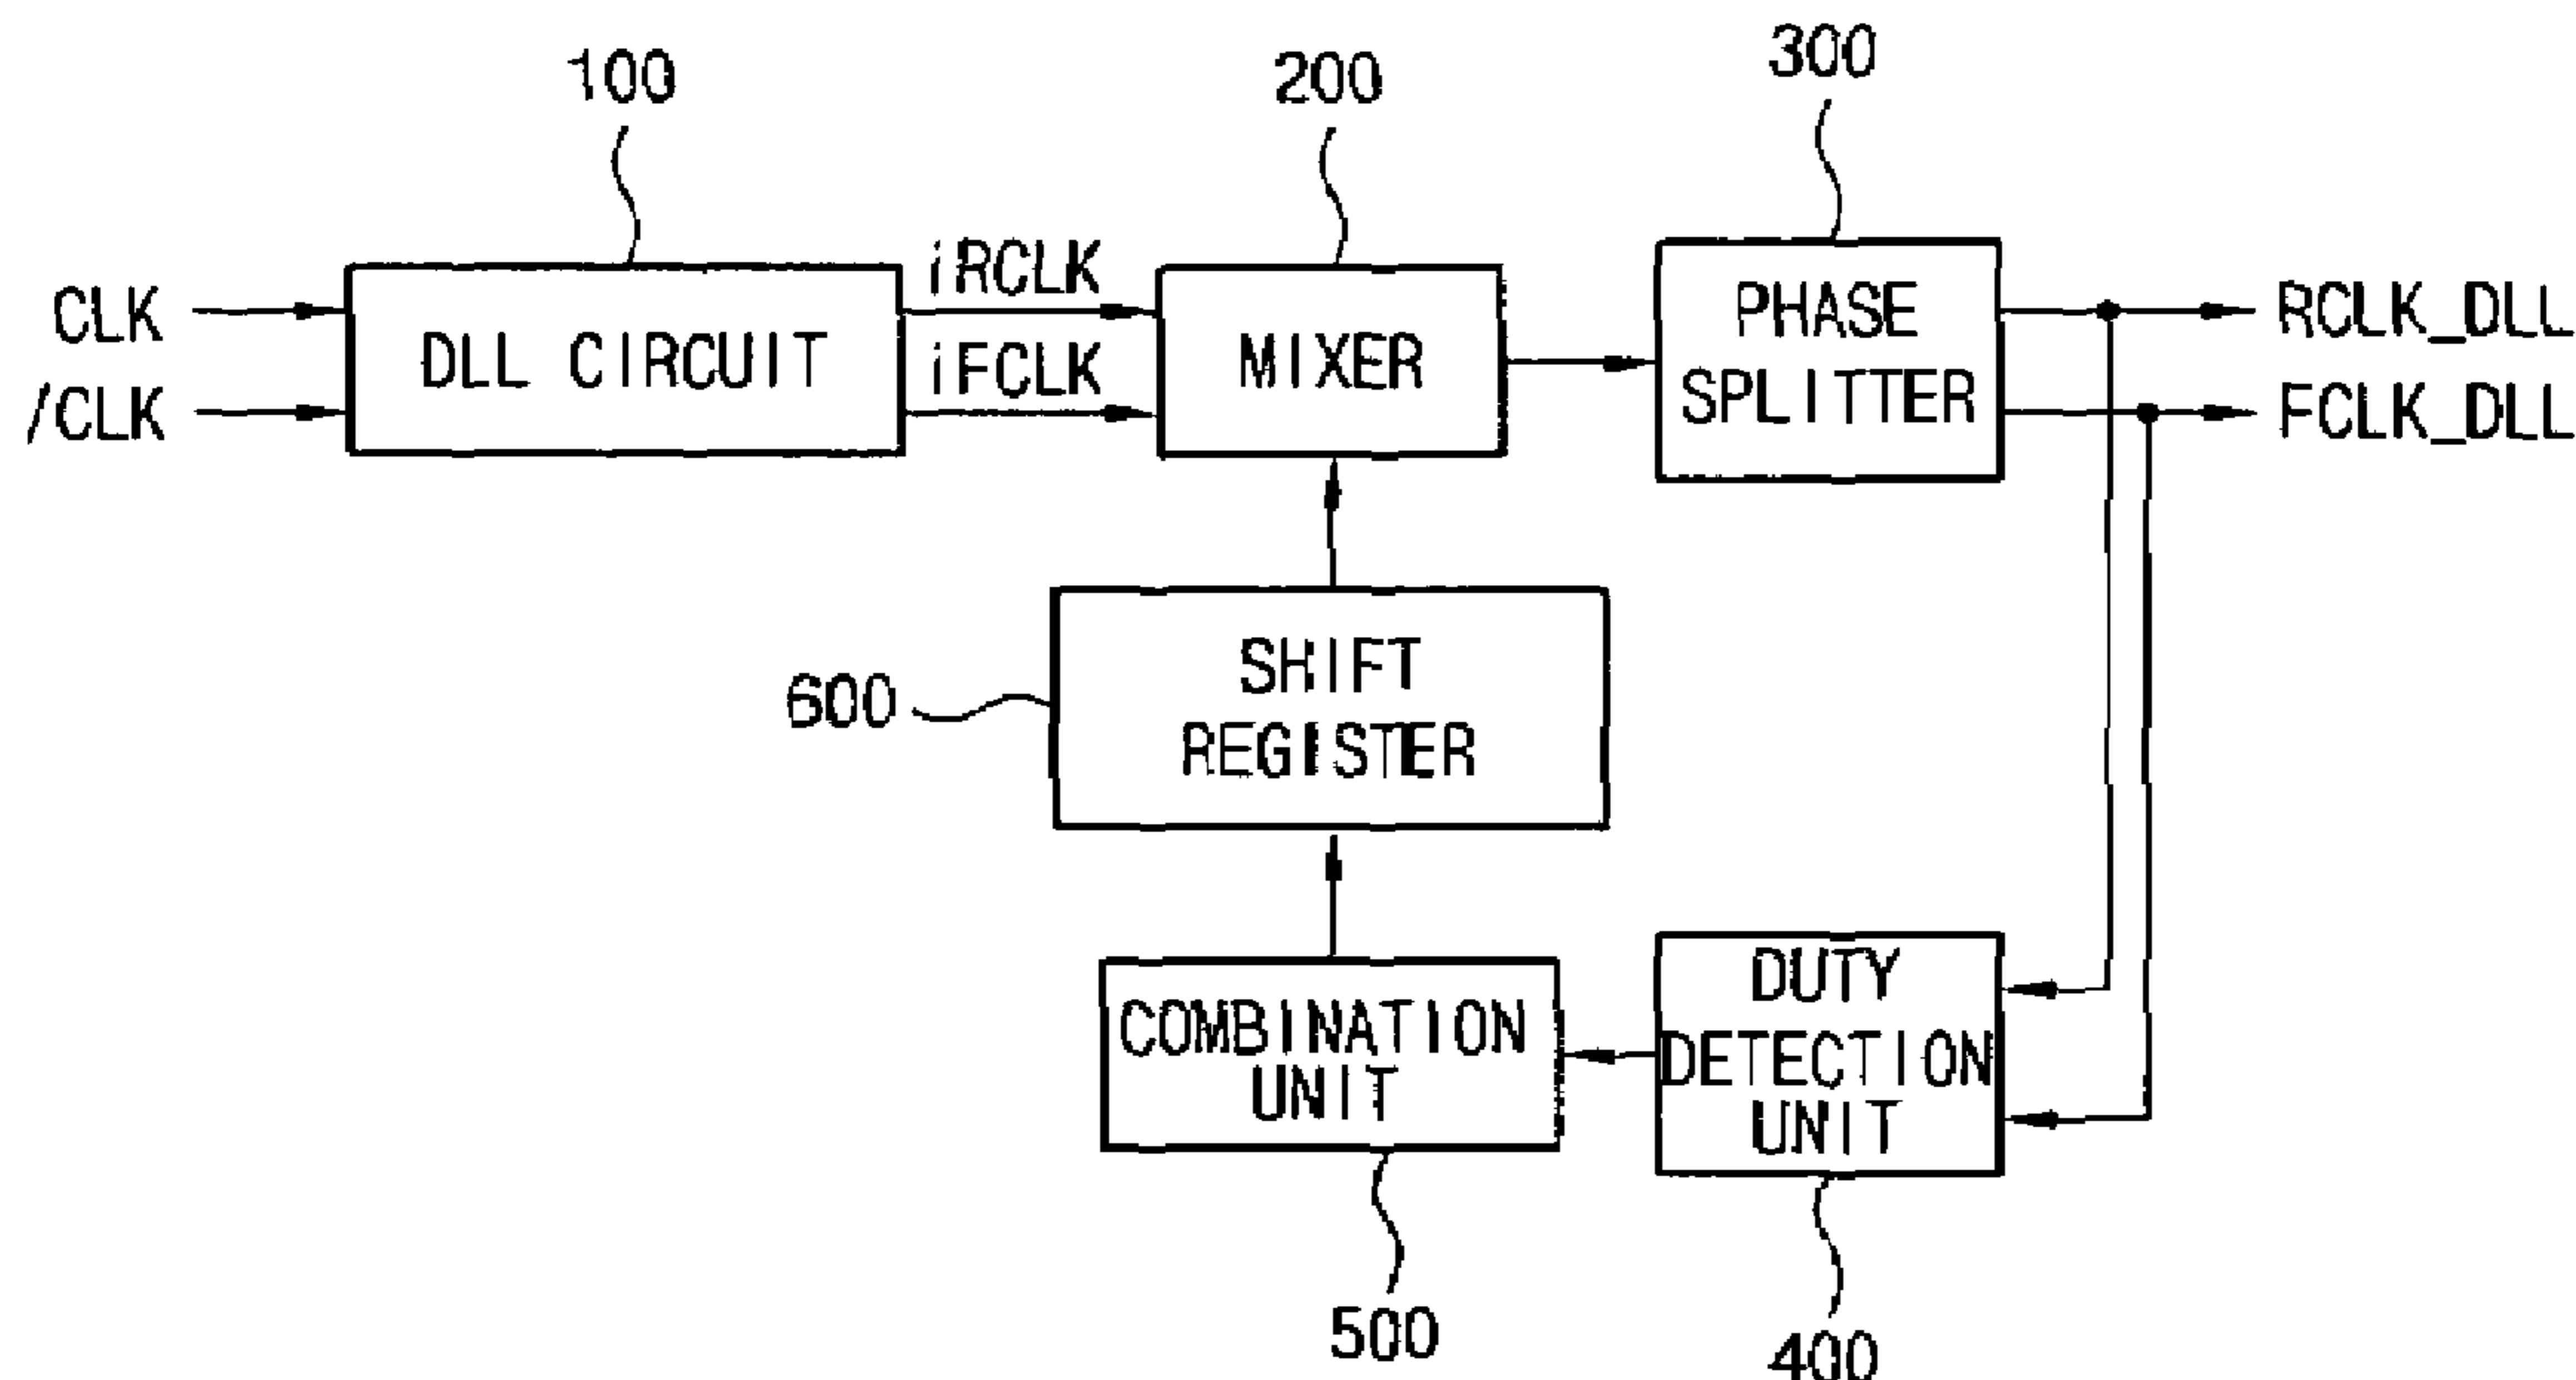 100
200
300
CLK
/CLK
DLL CIRCUIT
iRCLK
iFCLK
MIXER
PHASE
SPLITTER
RCLK_DLL
FCLK_DLL
600
SHIFT
REGISTER
COMBINATION
UNIT
DUTY
DETECTION
UNIT
500
400